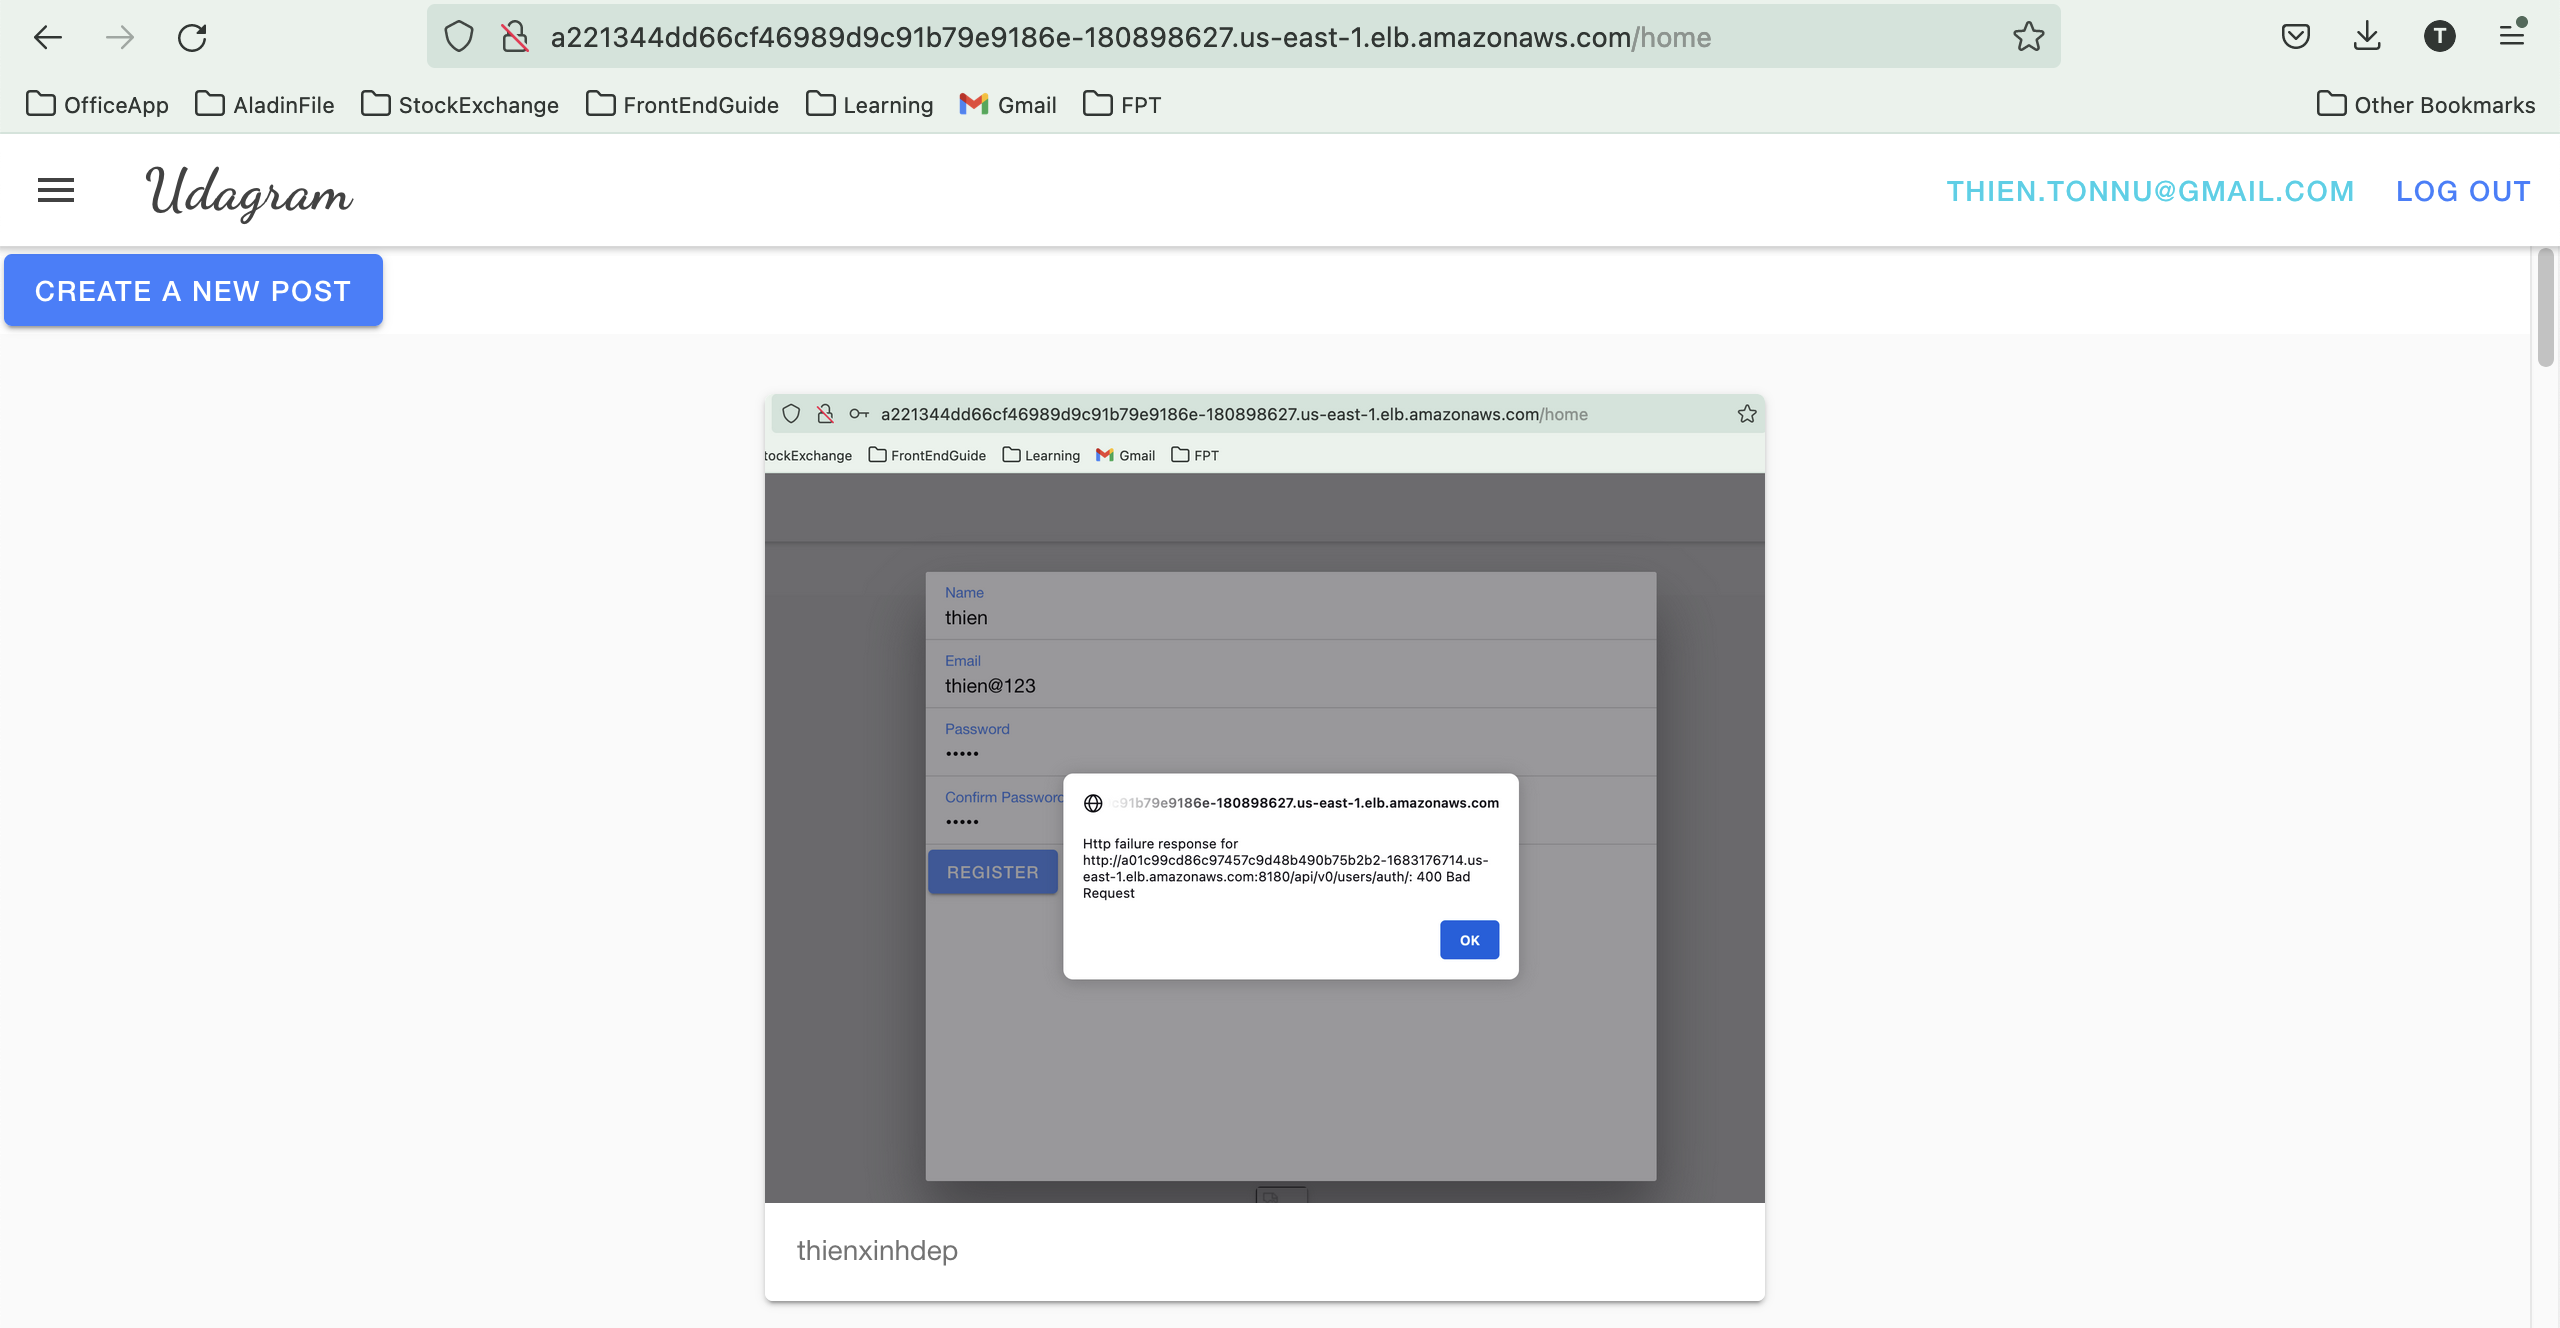 a221344dd66cf46989d9c91b79e9186e-180898627.us-east-1.elb.amazonaws.com/home
T
OfficeApp AladinFile StockExchange FrontEndGuide Learning Gmail FPT Other Bookmarks
Udagram THIEN.TONNU@GMAIL.COM LOG OUT
CREATE A NEW POST
a221344dd66cf46989d9c91b79e9186e-180898627.us-east-1.elb.amazonaws.com/home
tockExchange FrontEndGuide Learning Gmail FPT
Name
thien
Email
thien@123
Password
•••••
Confirm Password
•••••
REGISTER
c91b79e9186e-180898627.us-east-1.elb.amazonaws.com
Http failure response for
http://a01c99cd86c97457c9d48b490b75b2b2-1683176714.us-
east-1.elb.amazonaws.com:8180/api/v0/users/auth/: 400 Bad
Request
OK
thienxinhdep